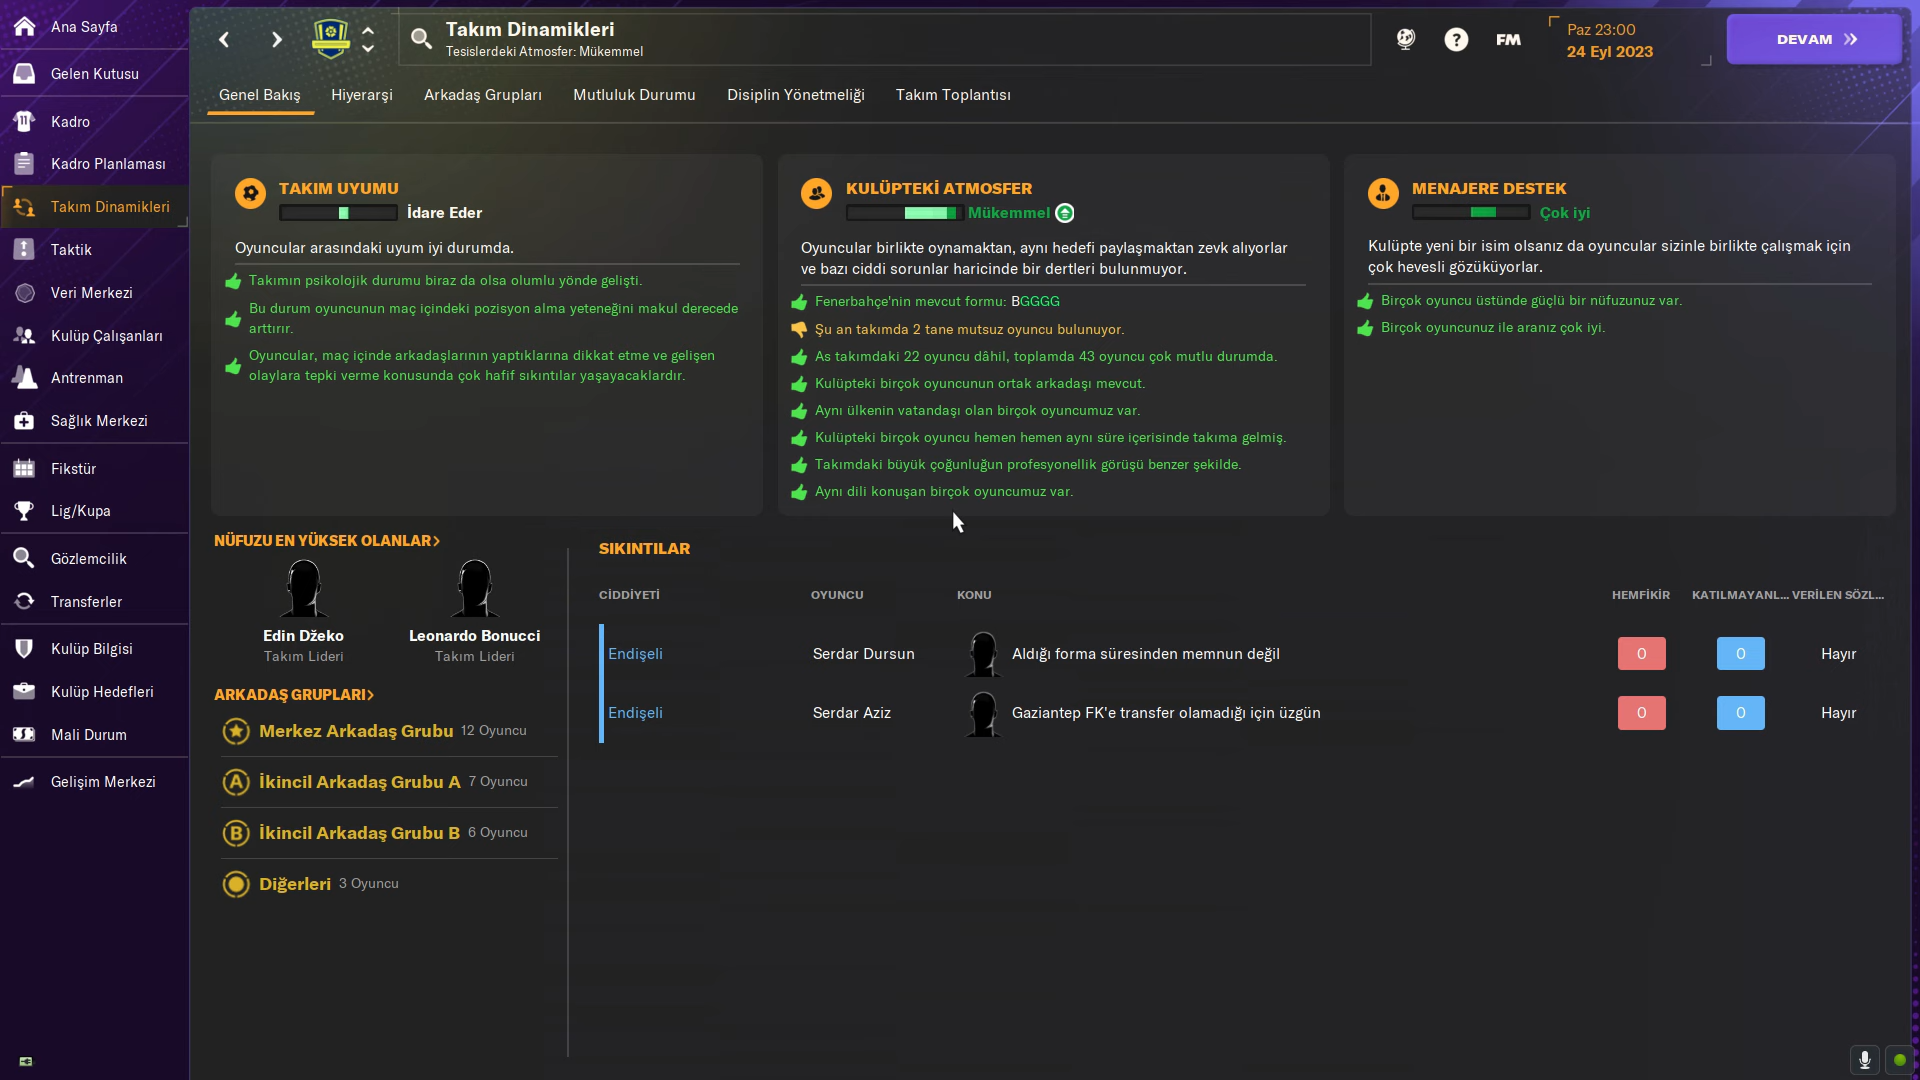 Ana Sayfa
Gelen Kutusu
Kadro
Kadro Planlaması
Takım Dinamikleri
Taktik
Veri Merkezi
Kulüp Çalışanları
Antrenman
Sağlık Merkezi
Fikstür
Lig/Kupa
Gözlemcilik
Transferler
Kulüp Bilgisi
Kulüp Hedefleri
Mali Durum
Gelişim Merkezi
Takım Dinamikleri
Tesislerdeki Atmosfer: Mükemmel
? FM
Paz 23:00
24 Eyl 2023
DEVAM
Genel Bakış Hiyerarşi Arkadaş Grupları Mutluluk Durumu Disiplin Yönetmeliği Takım Toplantısı
TAKIM UYUMU
İdare Eder
Oyuncular arasındaki uyum iyi durumda.
Takımın psikolojik durumu biraz da olsa olumlu yönde gelişti.
Bu durum oyuncunun maç içindeki pozisyon alma yeteneğini makul derecede
arttırır.
Oyuncular, maç içinde arkadaşlarının yaptıklarına dikkat etme ve gelişen
olaylara tepki verme konusunda çok hafif sıkıntılar yaşayacaklardır.
KULÜPTEKİ ATMOSFER
Mükemmel
Oyuncular birlikte oynamaktan, aynı hedefi paylaşmaktan zevk alıyorlar
ve bazı ciddi sorunlar haricinde bir dertleri bulunmuyor.
Fenerbahçe'nin mevcut formu: BGGGG
Şu an takımda 2 tane mutsuz oyuncu bulunuyor.
As takımdaki 22 oyuncu dâhil, toplamda 43 oyuncu çok mutlu durumda.
Kulüpteki birçok oyuncunun ortak arkadaşı mevcut.
Aynı ülkenin vatandaşı olan birçok oyuncumuz var.
Kulüpteki birçok oyuncu hemen hemen aynı süre içerisinde takıma gelmiş.
Takımdaki büyük çoğunluğun profesyonellik görüşü benzer şekilde.
Aynı dili konuşan birçok oyuncumuz var.
MENAJERE DESTEK
Çok iyi
Kulüpte yeni bir isim olsanız da oyuncular sizinle birlikte çalışmak için
çok hevesli gözüküyorlar.
Birçok oyuncu üstünde güçlü bir nüfuzunuz var.
Birçok oyuncunuz ile aranız çok iyi.
NÜFUZU EN YÜKSEK OLANLAR>
Edin Džeko
Takım Lideri
Leonardo Bonucci
Takım Lideri
ARKADAŞ GRUPLARI>
Merkez Arkadaş Grubu 12 Oyuncu
A İkincil Arkadaş Grubu A 7 Oyuncu
B İkincil Arkadaş Grubu B 6 Oyuncu
Diğerleri 3 Oyuncu
SIKINTILAR
CİDDİYETİ OYUNCU KONU HEMFİKİR KATILMAYANL... VERİLEN SÖZL...
Endişeli Serdar Dursun Aldığı forma süresinden memnun değil 0 0 Hayır
Endişeli Serdar Aziz Gaziantep FK'e transfer olamadığı için üzgün 0 0 Hayır